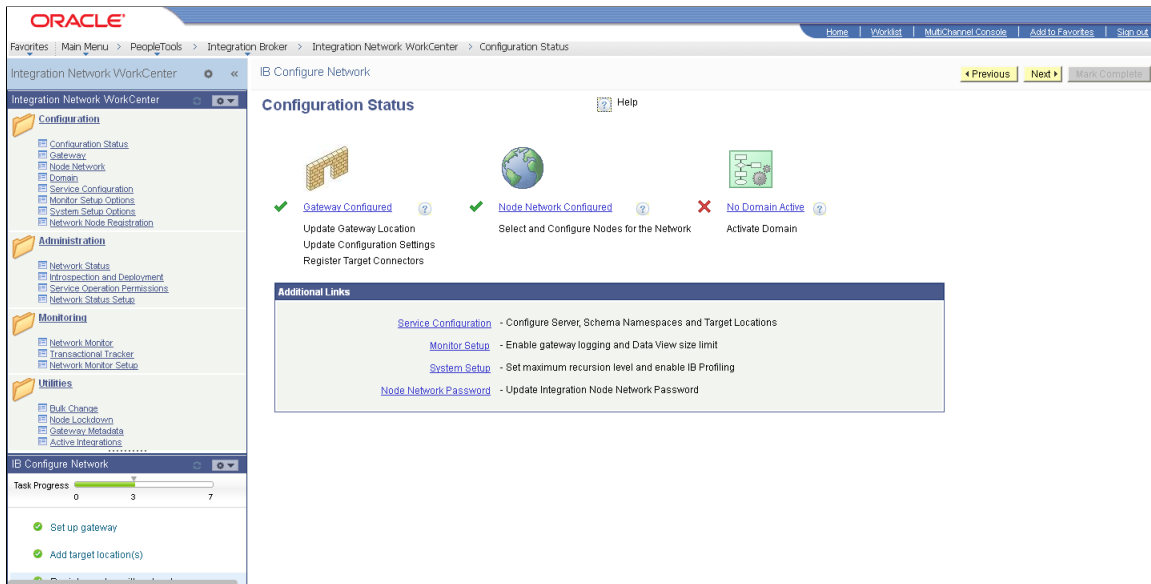 ORACLE'
Home | Worklist | MultiChannel Console | Add to Favorites | Sign out
Favorites | Main Menu > PeopleTools > Integration Broker > Integration Network WorkCenter > Configuration Status
Integration Network WorkCenter
Integration Network WorkCenter
Configuration
Configuration Status
Gateway
Node Network
Domain
Service Configuration
Monitor Setup Options
System Setup Options
Network Node Registration
Administration
Network Status
Introspection and Deployment
Service Operation Permissions
Network Status Setup
Monitoring
Network Monitor
Transactional Tracker
Network Monitor Setup
Utilities
Bulk Change
Node Lockdown
Gateway Metadata
Active Integrations
IB Configure Network
Task Progress
0 3 7
Set up gateway
Add target location(s)
IB Configure Network
Previous Next Mark Complete
Configuration Status
Help
Gateway Configured
Update Gateway Location
Update Configuration Settings
Register Target Connectors
Node Network Configured
Select and Configure Nodes for the Network
No Domain Active
Activate Domain
Additional Links
Service Configuration - Configure Server, Schema Namespaces and Target Locations
Monitor Setup - Enable gateway logging and Data View size limit
System Setup - Set maximum recursion level and enable IB Profiling
Node Network Password - Update Integration Node Network Password